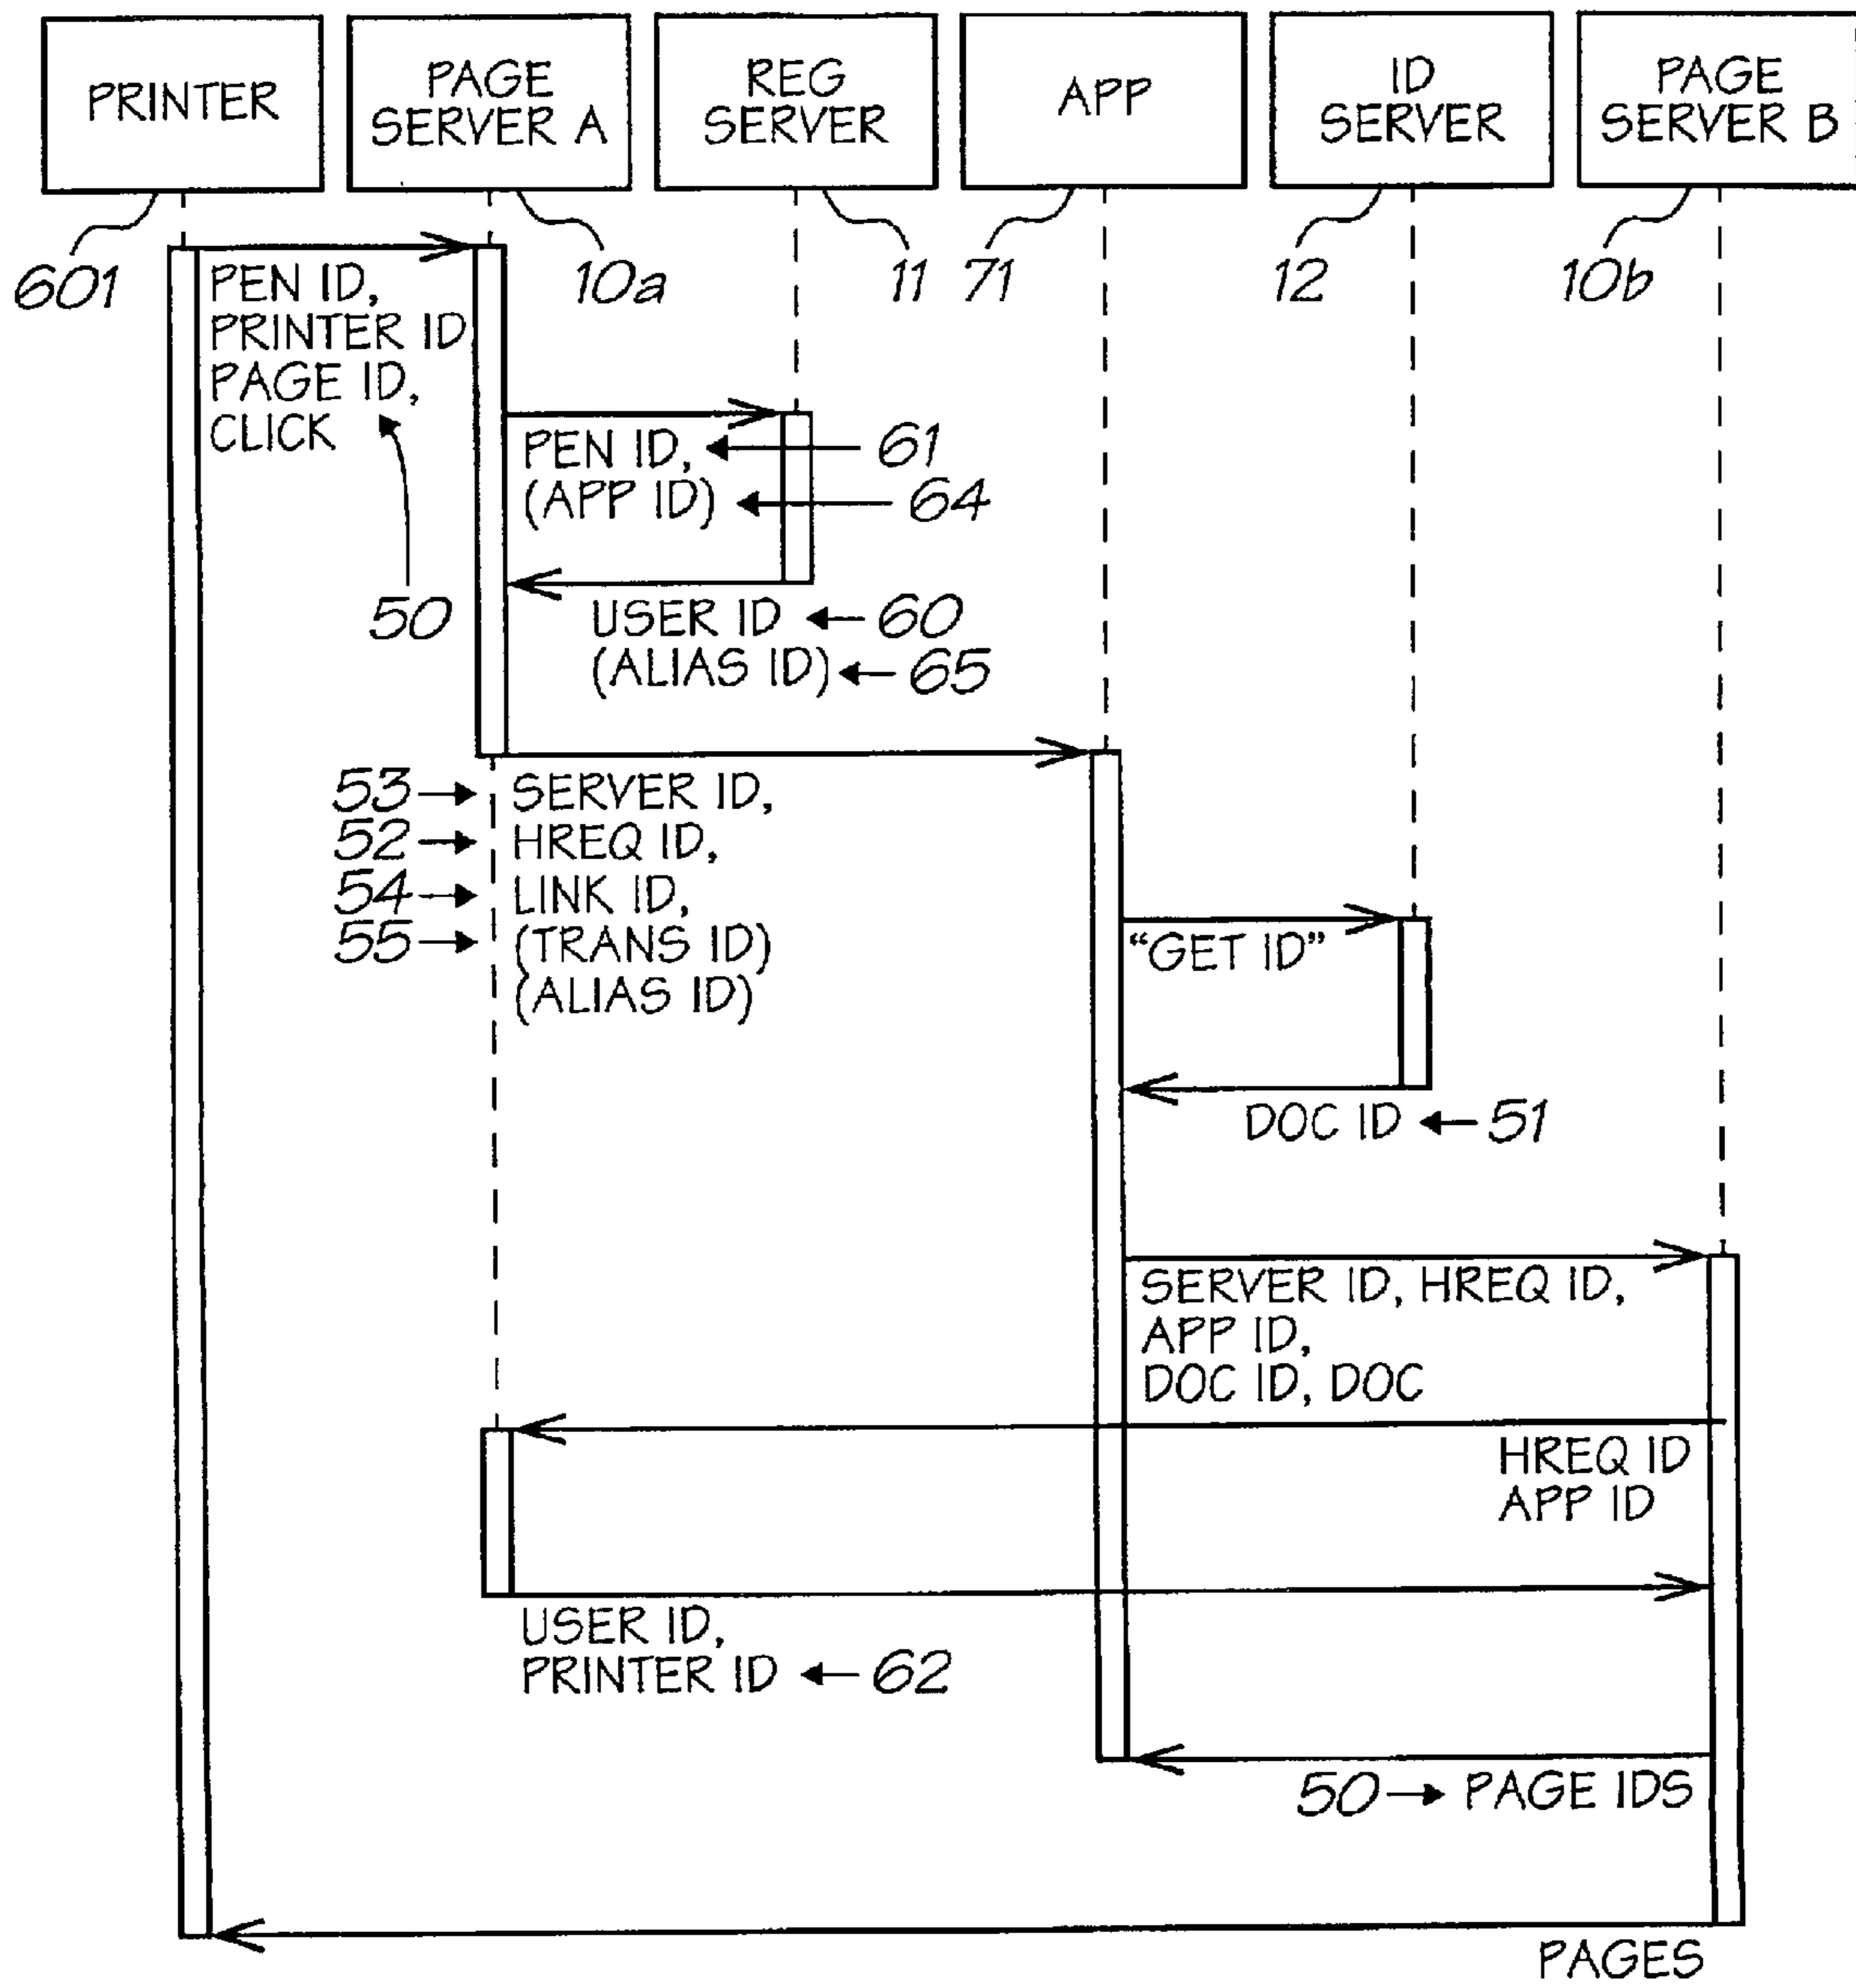 PRINTER
PAGE
SERVER A
REG
SERVER
APP
ID
SERVER
PAGE
SERVER B
601
10a
11
71
12
10b
PEN ID,
PRINTER ID
PAGE ID,
CLICK
50
PEN ID,
61
(APP ID)
64
USER ID
60
(ALIAS ID)
65
53
SERVER ID,
52
HREQ ID,
54
LINK ID,
55
(TRANS ID)
(ALIAS ID)
"GET ID"
DOC ID
51
SERVER ID, HREQ ID,
APP ID,
DOC ID, DOC
HREQ ID
APP ID
USER ID,
PRINTER ID
62
50
PAGE IDS
PAGES